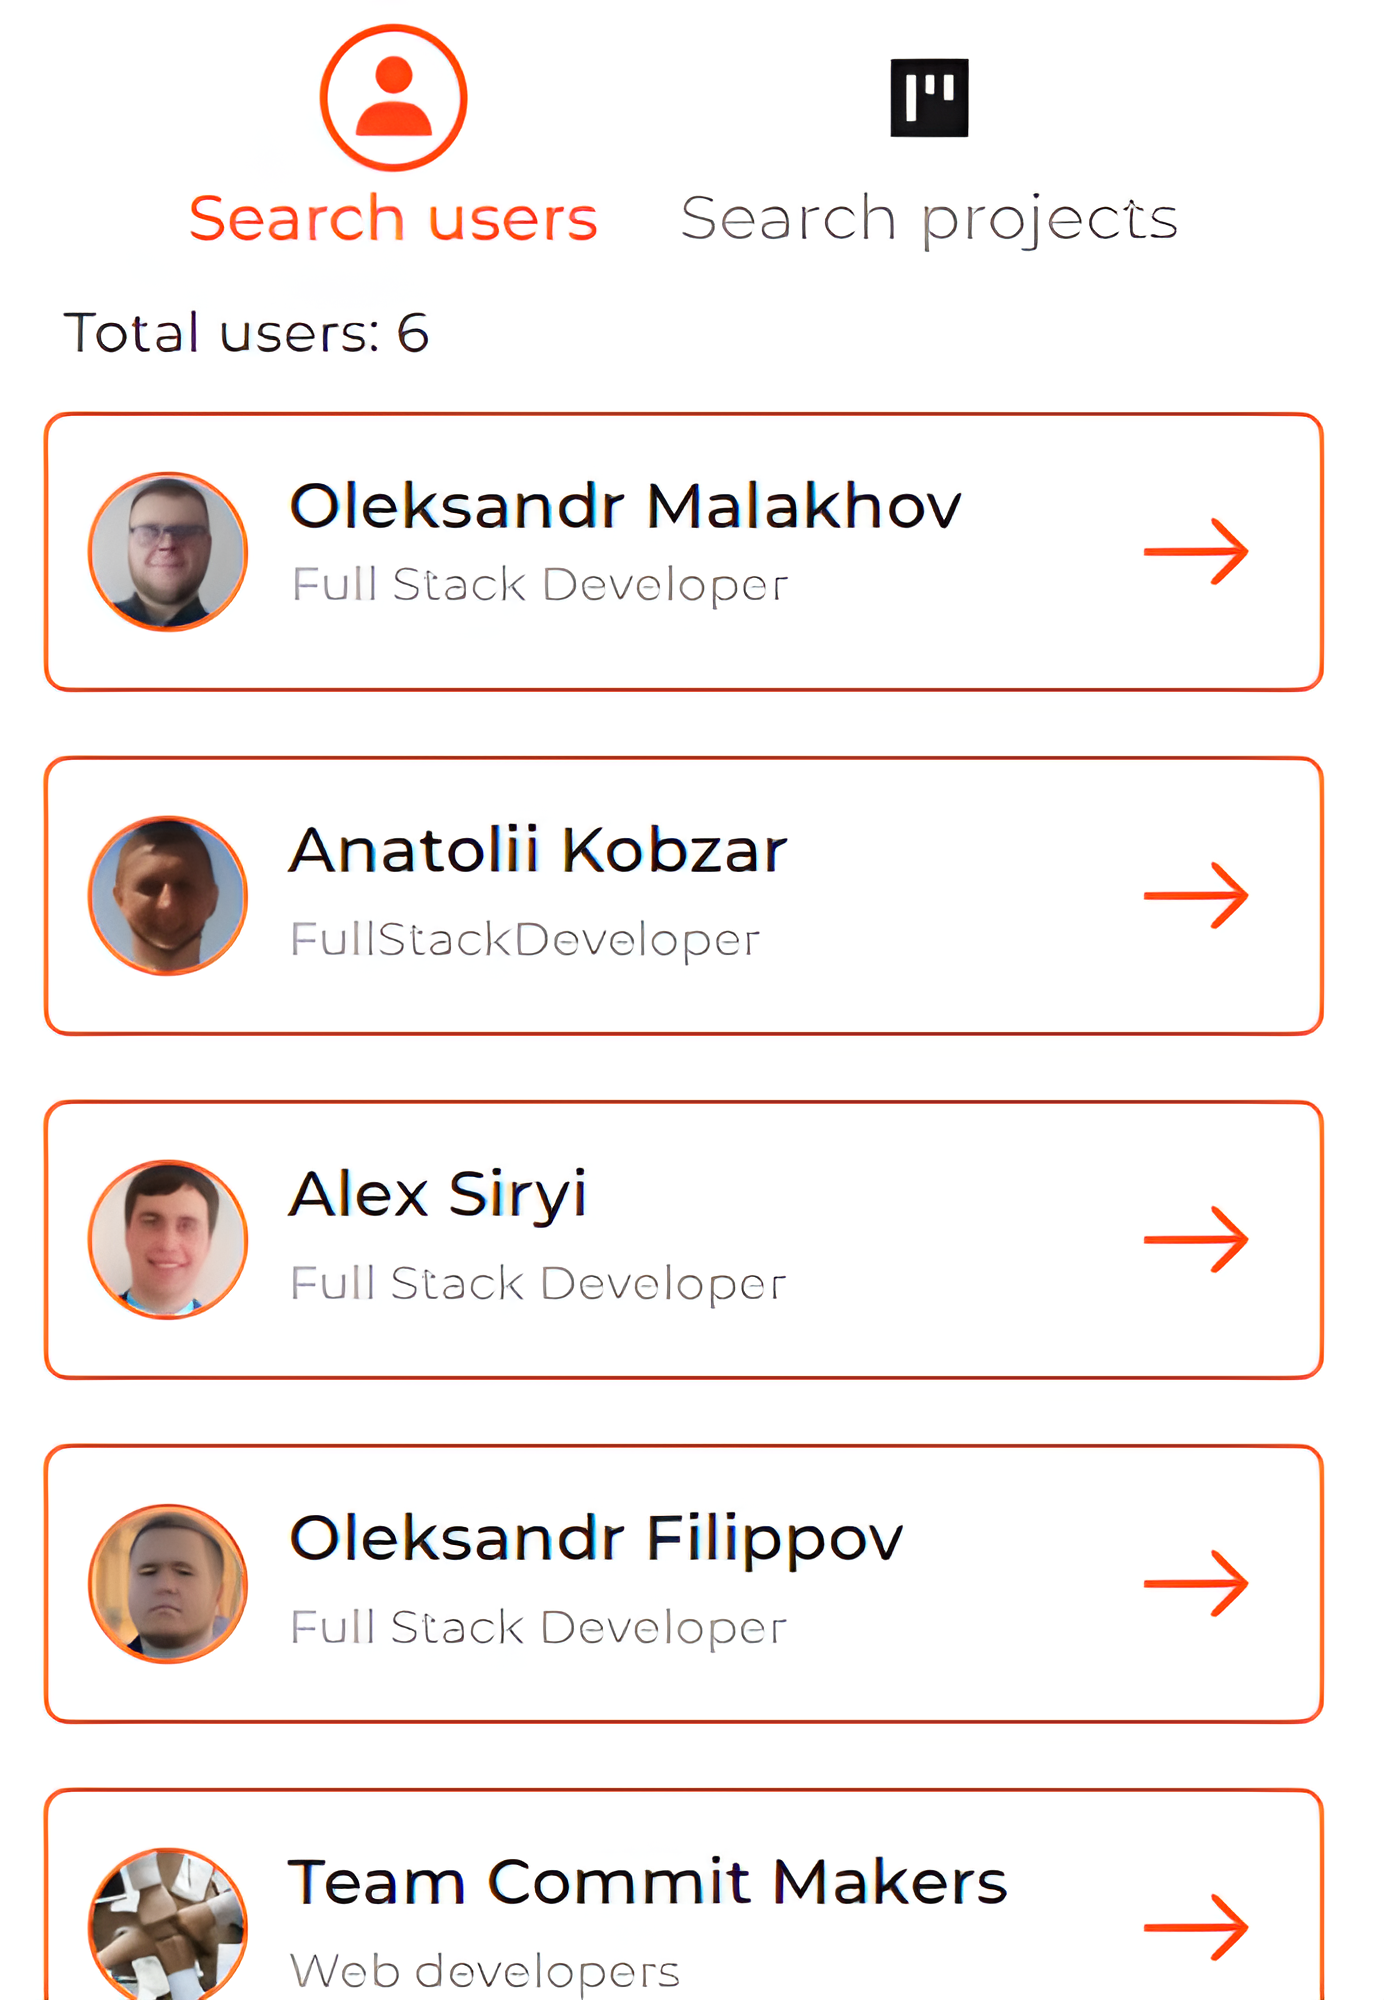 Search users
Search projects
Total users: 6
Oleksandr Malakhov
Full Stack Developer
Anatolii Kobzar
FullStackDeveloper
Alex Siryi
Full Stack Developer
Oleksandr Filippov
Full Stack Developer
Team Commit Makers
Web developers